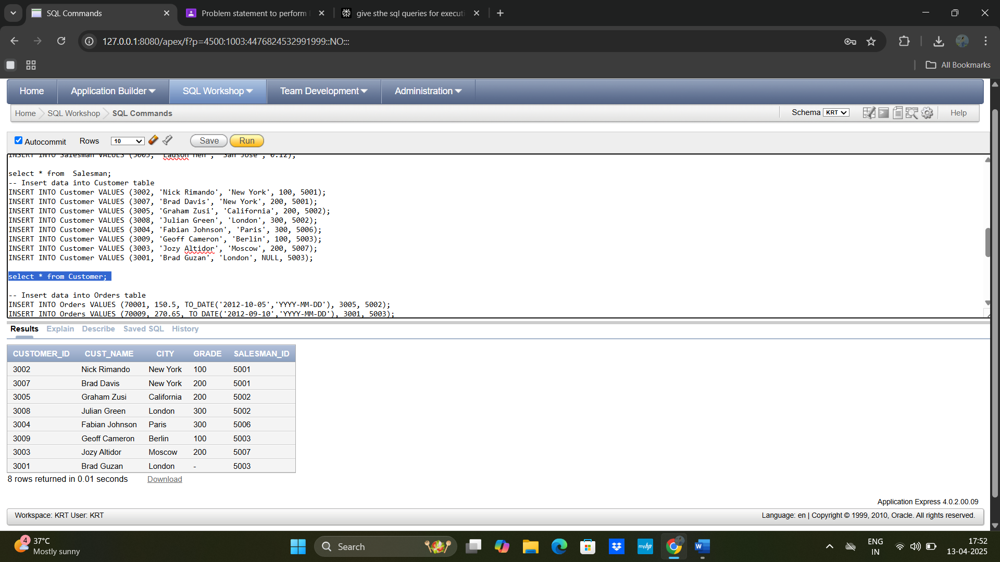 SQL Commands
Problem statement to perform
give sthe sql queries for executi
127.0.0.1:8080/apex/f?p=4500:1003:4476824532991999::NO:::
All Bookmarks
Home Application Builder SQL Workshop Team Development Administration
Home SQL Workshop SQL Commands Schema KRT Help
Autocommit Rows 10 Save Run
INSERT INTO Salesman VALUES (5003, 'Lauson Hen', 'San Jose', 0.12);
select * from  Salesman;
-- Insert data into Customer table
INSERT INTO Customer VALUES (3002, 'Nick Rimando', 'New York', 100, 5001);
INSERT INTO Customer VALUES (3007, 'Brad Davis', 'New York', 200, 5001);
INSERT INTO Customer VALUES (3005, 'Graham Zusi', 'California', 200, 5002);
INSERT INTO Customer VALUES (3008, 'Julian Green', 'London', 300, 5002);
INSERT INTO Customer VALUES (3004, 'Fabian Johnson', 'Paris', 300, 5006);
INSERT INTO Customer VALUES (3009, 'Geoff Cameron', 'Berlin', 100, 5003);
INSERT INTO Customer VALUES (3003, 'Jozy Altidor', 'Moscow', 200, 5007);
INSERT INTO Customer VALUES (3001, 'Brad Guzan', 'London', NULL, 5003);
select * from Customer;
-- Insert data into Orders table
INSERT INTO Orders VALUES (70001, 150.5, TO_DATE('2012-10-05','YYYY-MM-DD'), 3005, 5002);
INSERT INTO Orders VALUES (70009, 270.65, TO_DATE('2012-09-10','YYYY-MM-DD'), 3001, 5003);
Results Explain Describe Saved SQL History
CUSTOMER_ID CUST_NAME CITY GRADE SALESMAN_ID
3002 Nick Rimando New York 100 5001
3007 Brad Davis New York 200 5001
3005 Graham Zusi California 200 5002
3008 Julian Green London 300 5002
3004 Fabian Johnson Paris 300 5006
3009 Geoff Cameron Berlin 100 5003
3003 Jozy Altidor Moscow 200 5007
3001 Brad Guzan London - 5003
8 rows returned in 0.01 seconds Download
Application Express 4.0.2.00.09
Workspace: KRT User: KRT Language: en | Copyright © 1999, 2010, Oracle. All rights reserved.
4 37°C
Mostly sunny
Search
myhp
W
ENG
IN
17:52
13-04-2025